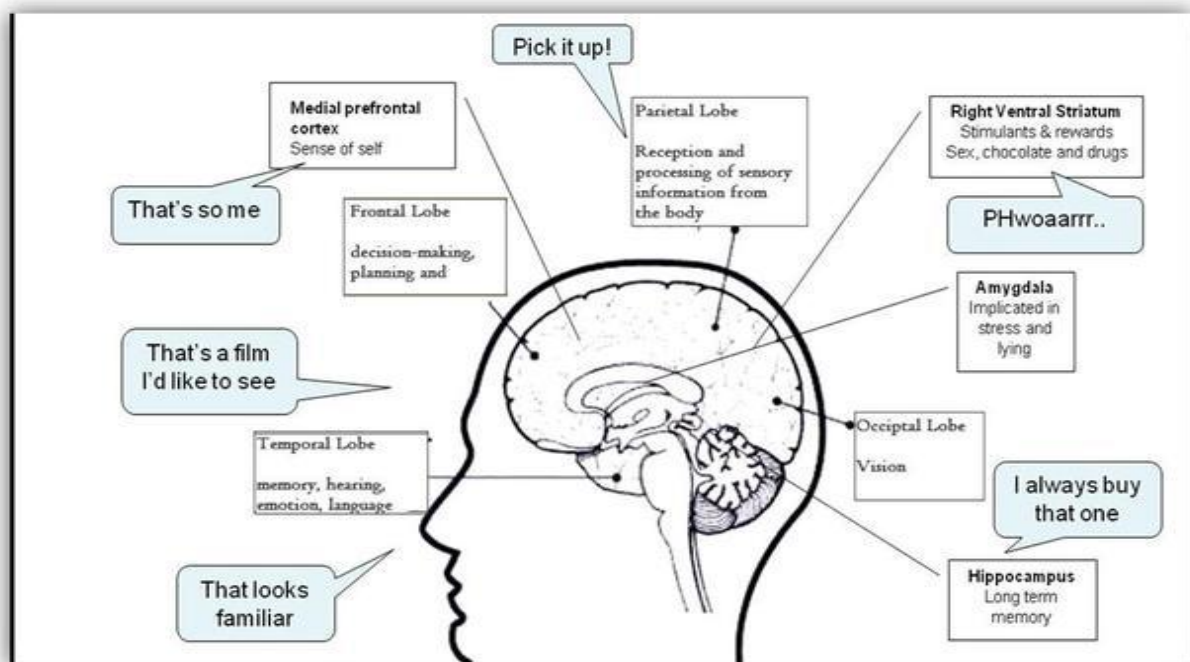 Pick it up!
Medial prefrontal
cortex
Sense of self
That's so me
Parietal Lobe
Reception and
processing of sensory
information from
the body
Right Ventral Striatum
Stimulants & rewards
Sex, chocolate and drugs
PHwoaarrr..
Frontal Lobe
decision-making,
planning and
Amygdala
Implicated in
stress and
lying
That's a film
I'd like to see
Temporal Lobe
memory, hearing,
emotion, language
Occiptal Lobe
Vision
I always buy
that one
That looks
familiar
Hippocampus
Long term
memory